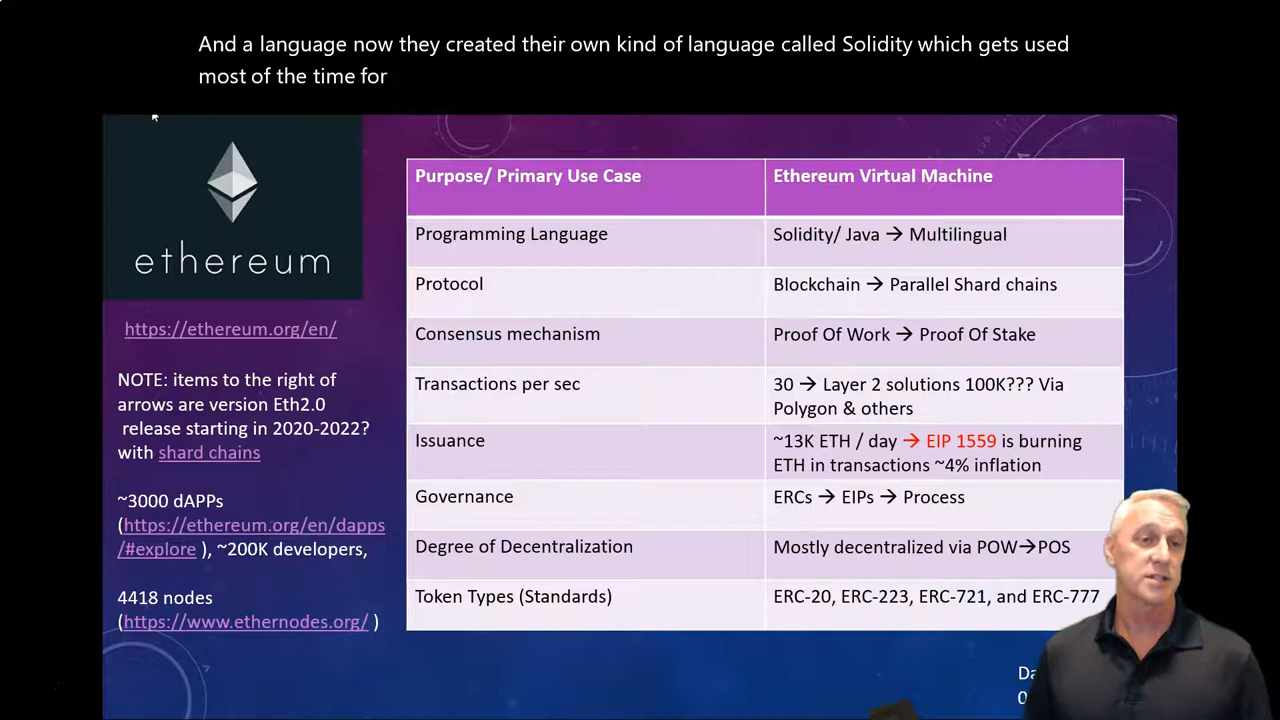 And a language now they created their own kind of language called Solidity which gets used
most of the time for
ethereum
https://ethereum.org/en/
NOTE: items to the right of
arrows are version Eth2.0
release starting in 2020-2022?
with shard chains
~3000 dAPPs
(https://ethereum.org/en/dapps
/#explore ), ~200K developers,
4418 nodes
(https://www.ethernodes.org/ )
Purpose/ Primary Use Case
Ethereum Virtual Machine
Programming Language
Solidity/ Java → Multilingual
Protocol
Blockchain → Parallel Shard chains
Consensus mechanism
Proof Of Work → Proof Of Stake
Transactions per sec
30 → Layer 2 solutions 100K??? Via
Polygon & others
Issuance
~13K ETH / day → EIP 1559 is burning
ETH in transactions ~4% inflation
Governance
ERCs → EIPs → Process
Degree of Decentralization
Mostly decentralized via POW→POS
Token Types (Standards)
ERC-20, ERC-223, ERC-721, and ERC-777